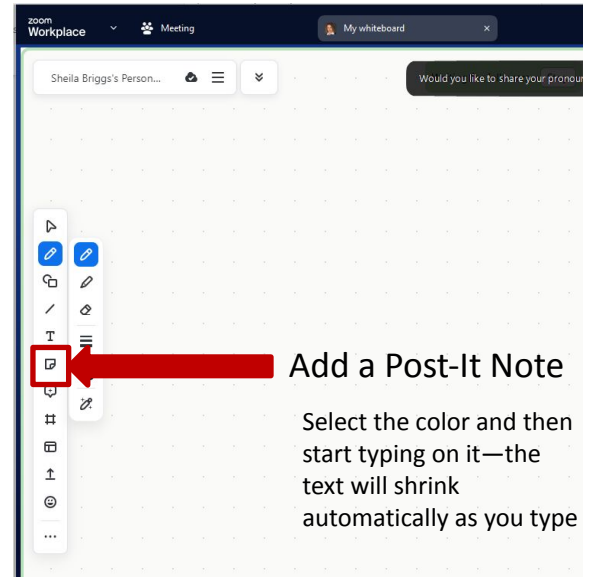 zoom
Workplace
Meeting
My whiteboard
Sheila Briggs's Person...
Would you like to share your pronoun
T
Add a Post-It Note
Select the color and then
start typing on it—the
text will shrink
automatically as you type